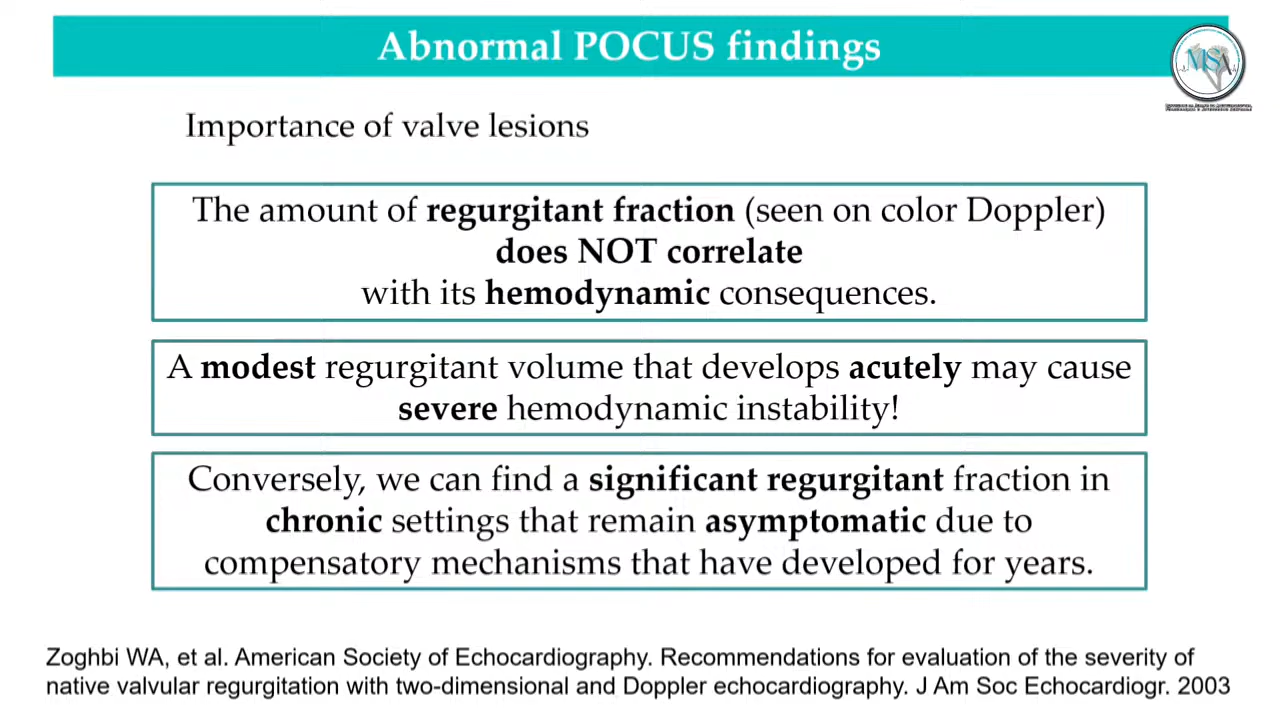 Abnormal POCUS findings
MSA
Importance of valve lesions
The amount of regurgitant fraction (seen on color Doppler)
does NOT correlate
with its hemodynamic consequences.
A modest regurgitant volume that develops acutely may cause
severe hemodynamic instability!
Conversely, we can find a significant regurgitant fraction in
chronic settings that remain asymptomatic due to
compensatory mechanisms that have developed for years.
Zoghbi WA, et al. American Society of Echocardiography. Recommendations for evaluation of the severity of
native valvular regurgitation with two-dimensional and Doppler echocardiography. J Am Soc Echocardiogr. 2003